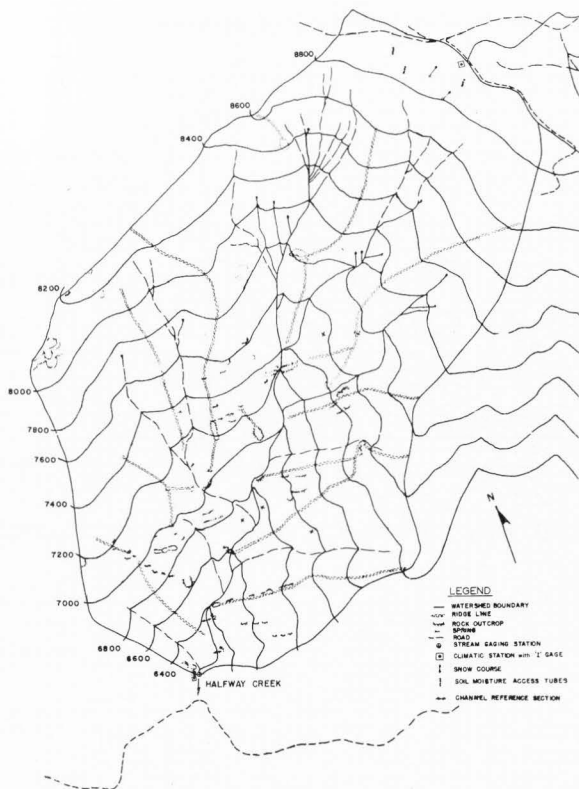 8800
8600
8400
8200
8000
7800
7600
7400
7200
7000
6800
6600
6400
HALFWAY CREEK
N
LEGEND
WATERSHED BOUNDARY
RIDGE LINE
ROCK OUTCROP
SPRING
ROAD
STREAM GAGING STATION
CLIMATIC STATION with "I" GAGE
SNOW COURSE
SOIL MOISTURE ACCESS TUBES
CHANNEL REFERENCE SECTION